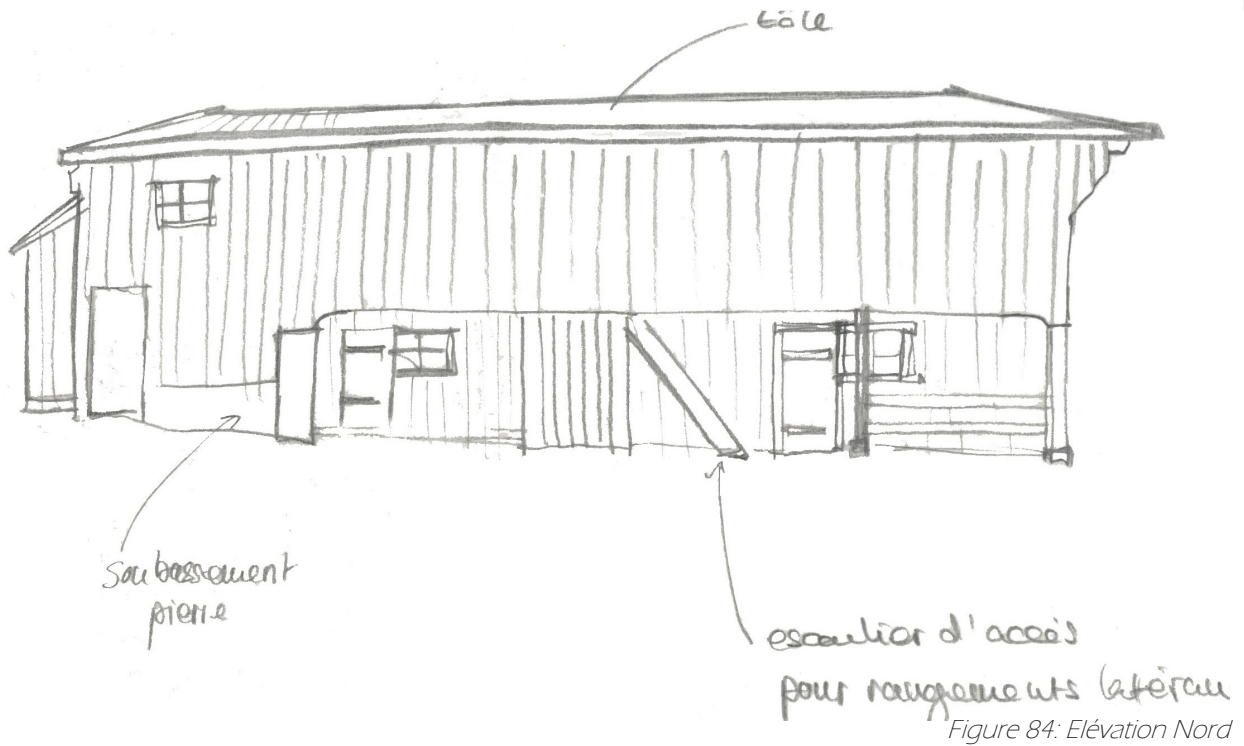 tôle
soubassement
pierre
escalier d'accès
pour rangements latérau
Figure 84: Elévation Nord